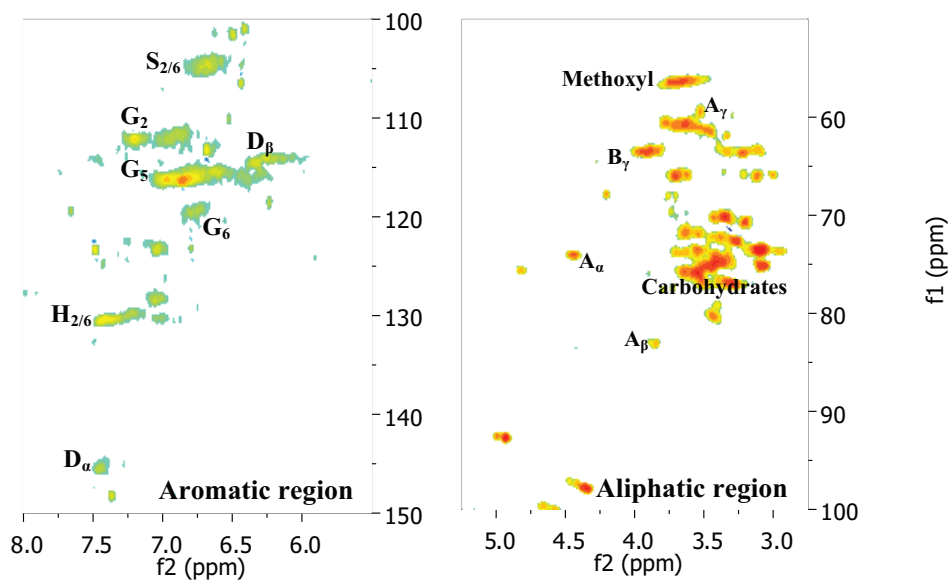 100
S2/6
G2
110
Dβ
G5
120
G6
H2/6
130
140
Dα
Aromatic region
150
8.0 7.5 7.0 6.5 6.0
f2 (ppm)
Methoxyl
Aγ
60
Bγ
70
Aα
Carbohydrates
80
Aβ
90
Aliphatic region
100
5.0 4.5 4.0 3.5 3.0
f2 (ppm)
f1 (ppm)